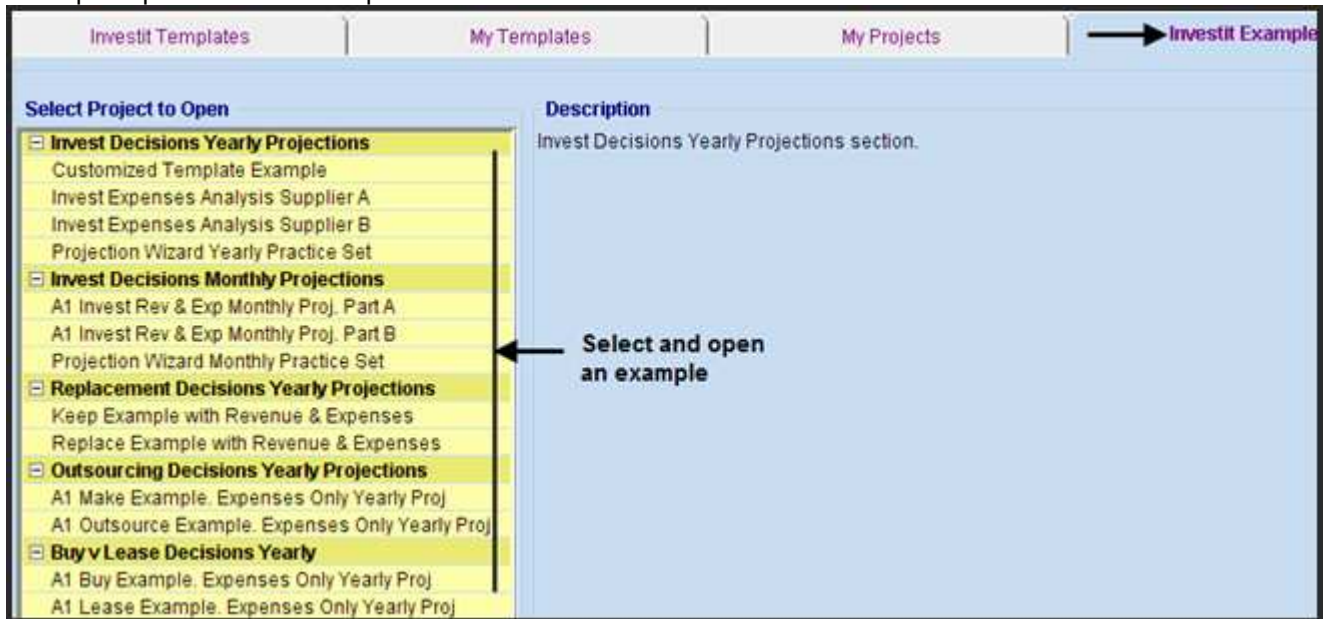 Investit Templates
My Templates
My Projects
Investit Example
Select Project to Open
Description
Invest Decisions Yearly Projections
Invest Decisions Yearly Projections section.
Customized Template Example
Invest Expenses Analysis Supplier A
Invest Expenses Analysis Supplier B
Projection Wizard Yearly Practice Set
Invest Decisions Monthly Projections
A1 Invest Rev & Exp Monthly Proj. Part A
A1 Invest Rev & Exp Monthly Proj. Part B
Projection Wizard Monthly Practice Set
Select and open
an example
Replacement Decisions Yearly Projections
Keep Example with Revenue & Expenses
Replace Example with Revenue & Expenses
Outsourcing Decisions Yearly Projections
A1 Make Example. Expenses Only Yearly Proj
A1 Outsource Example. Expenses Only Yearly Proj
Buy v Lease Decisions Yearly
A1 Buy Example. Expenses Only Yearly Proj
A1 Lease Example. Expenses Only Yearly Proj